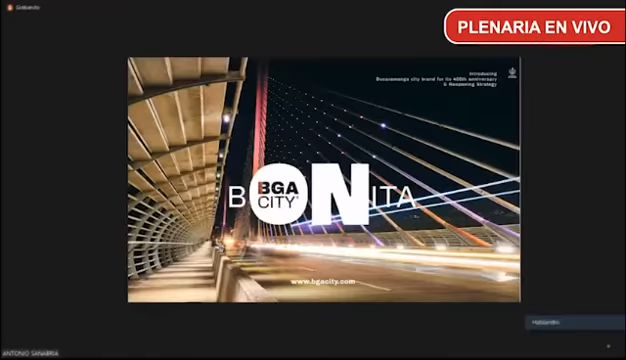 Grabando
PLENARIA EN VIVO
Introducing
Bucaramanga city brand for its 400th anniversary
& Reopening Strategy
BONITA
BGA
CITY
www.bgacity.com
Hablando:
ANTONIO SANABRIA